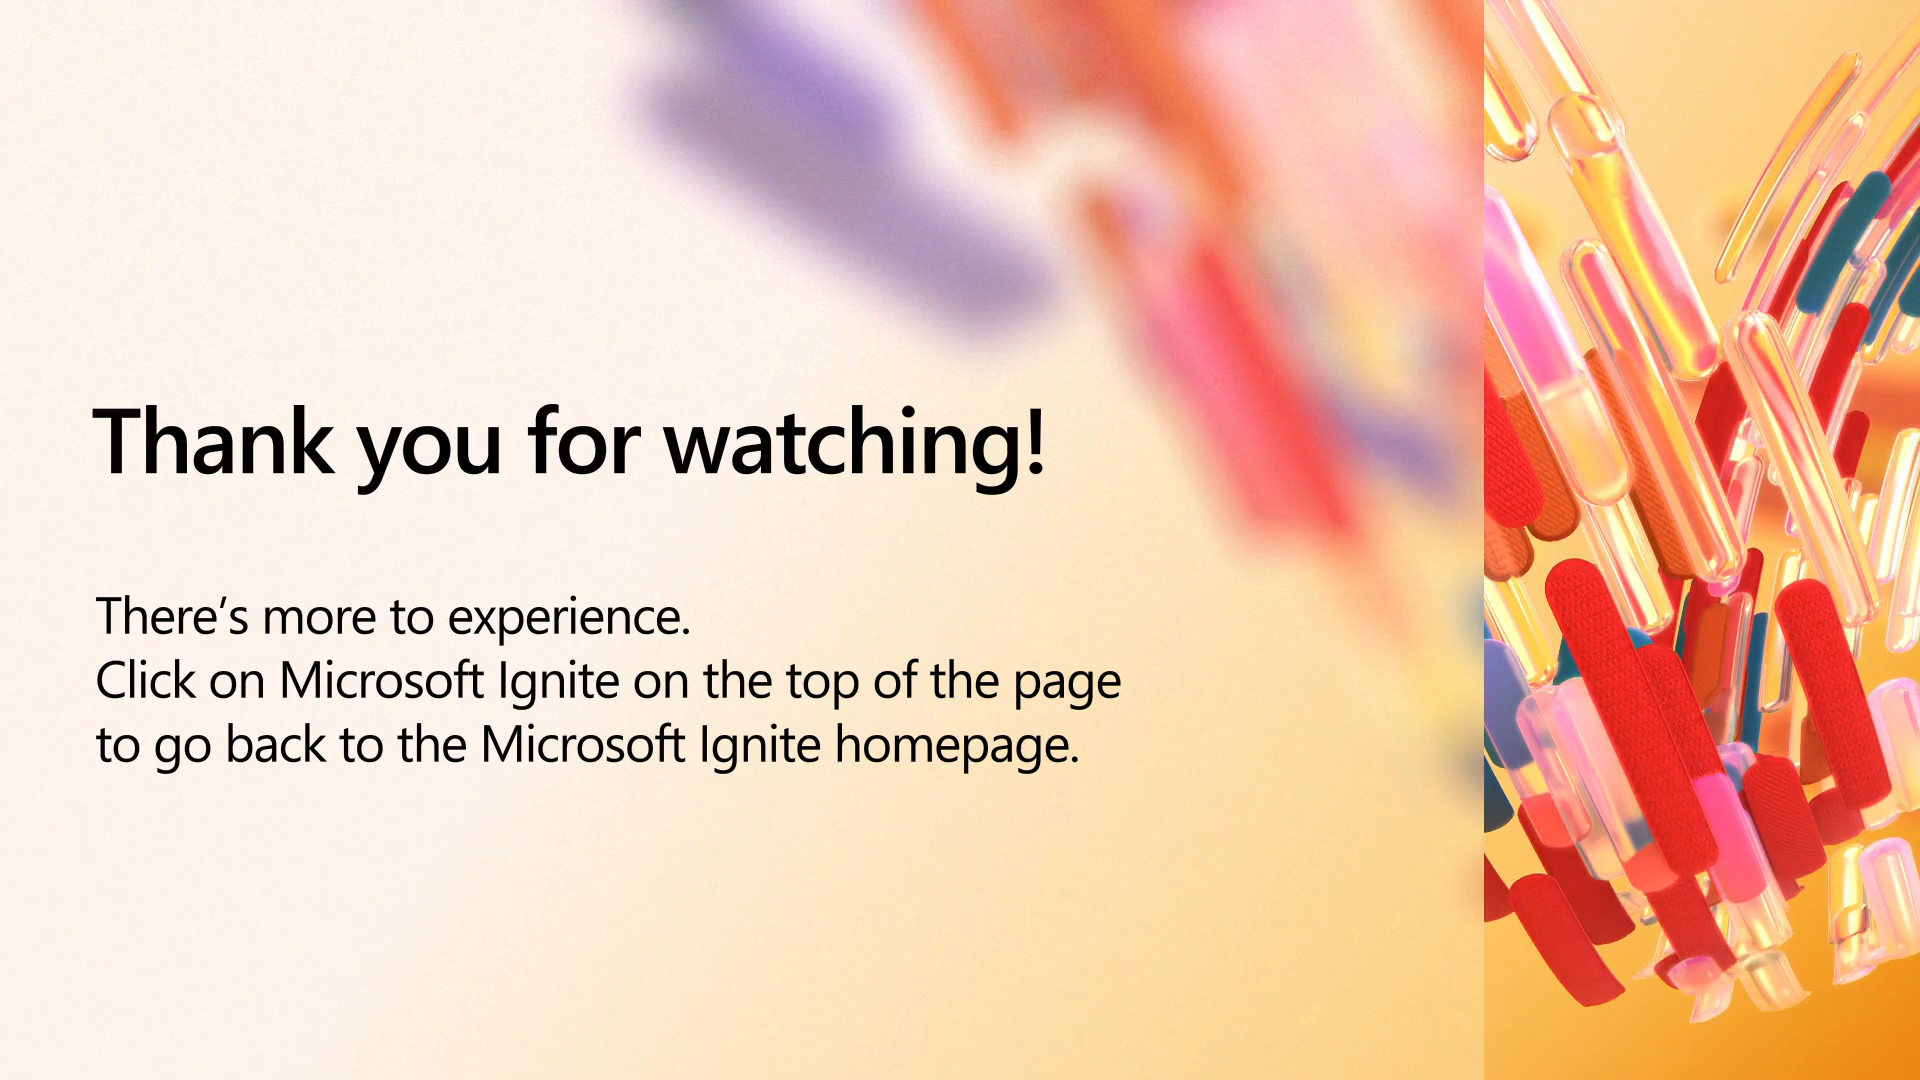 Thank you for watching!
There’s more to experience.
Click on Microsoft Ignite on the top of the page
to go back to the Microsoft Ignite homepage.